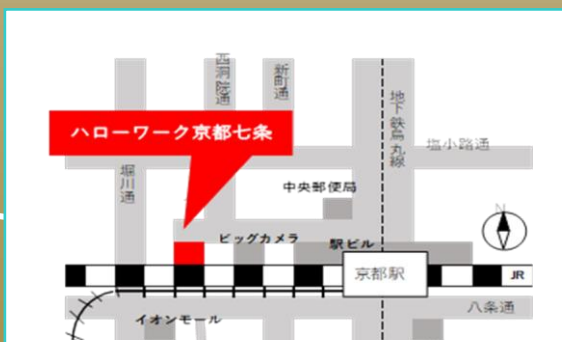 西洞院通
新町通
ハローワーク京都七条
地下鉄烏丸線
塩小路通
堀川通
中央郵便局
N
ビッグカメラ
駅ビル
京都駅
JR
八条通
イオンモール